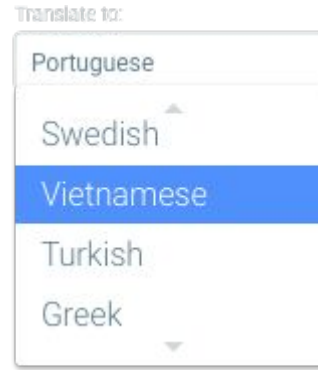 Translate to:
Portuguese
Swedish
Vietnamese
Turkish
Greek